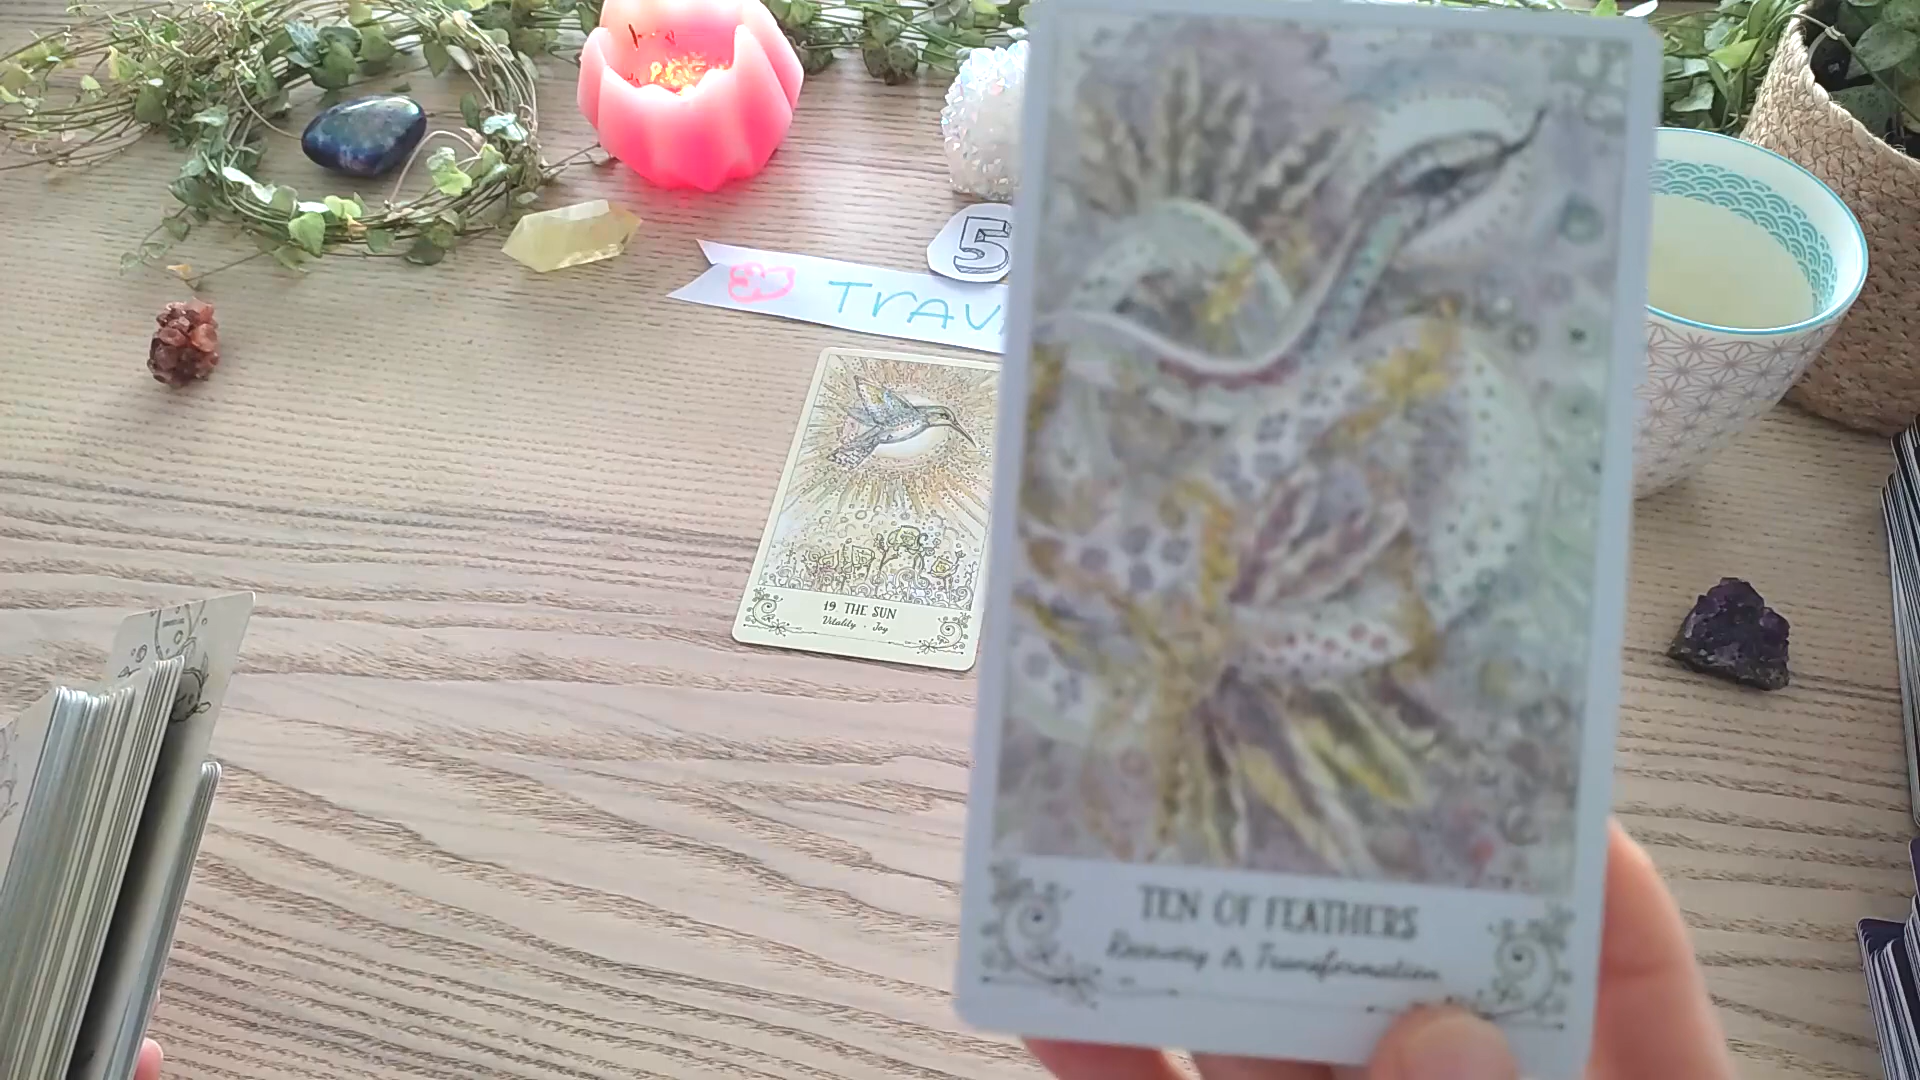 5
TRAV
19 THE SUN
Vitality · Joy
TEN OF FEATHERS
Recovery & Transformation